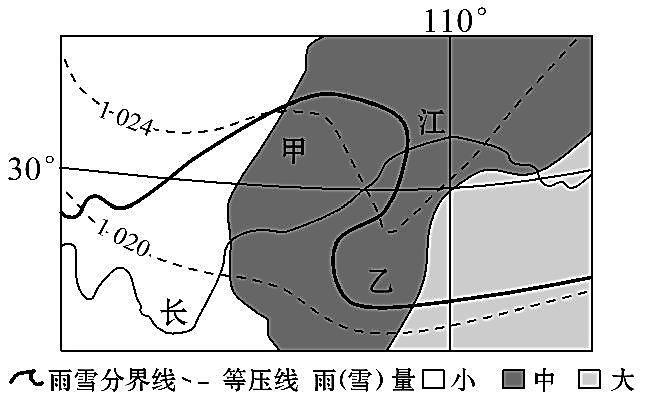 110°
1 024
江
甲
30°
1 020
乙
长
雨雪分界线 等压线 雨(雪)量 小 中 大